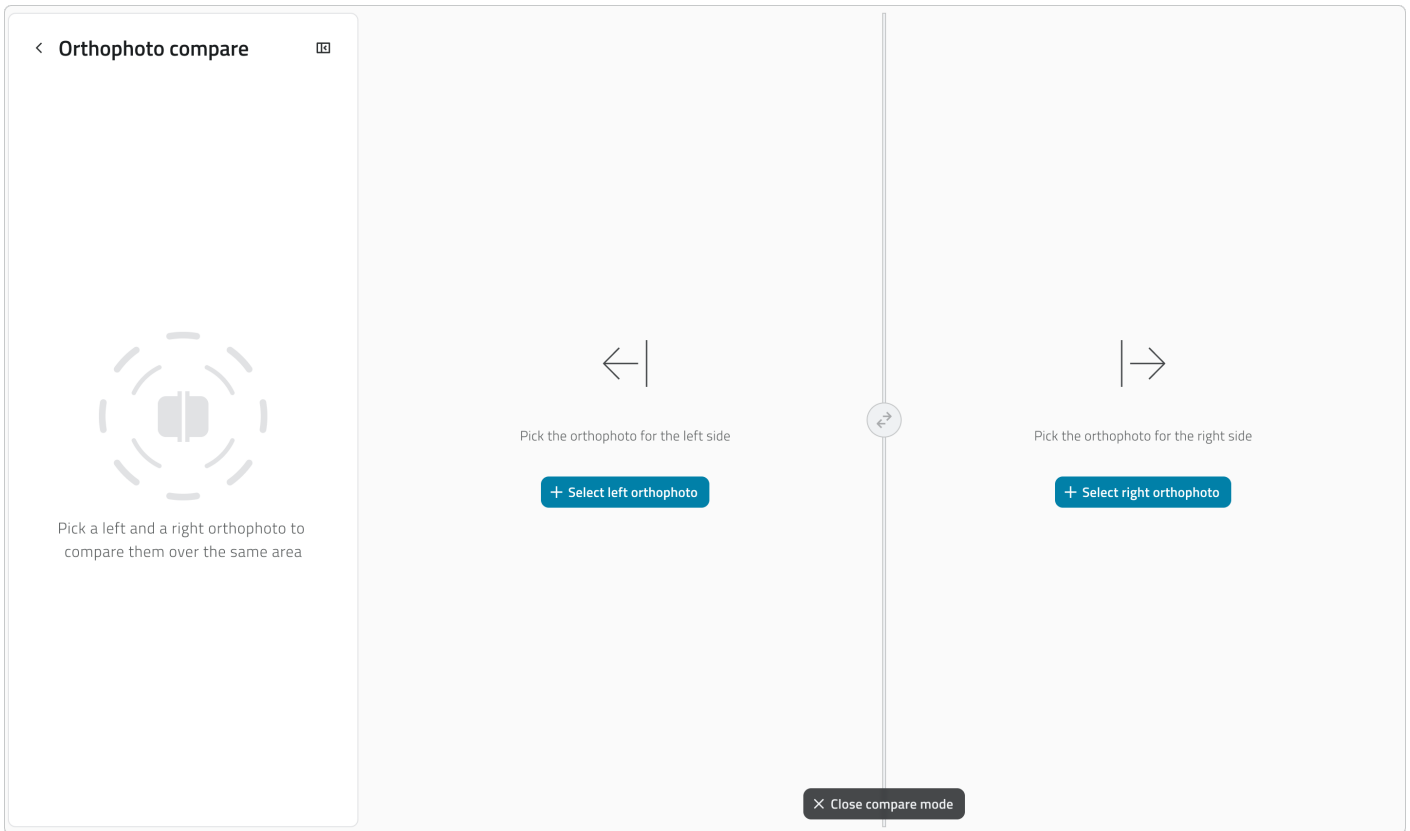 Orthophoto compare
Pick a left and a right orthophoto to
compare them over the same area
Pick the orthophoto for the left side
Select left orthophoto
Pick the orthophoto for the right side
Select right orthophoto
Close compare mode